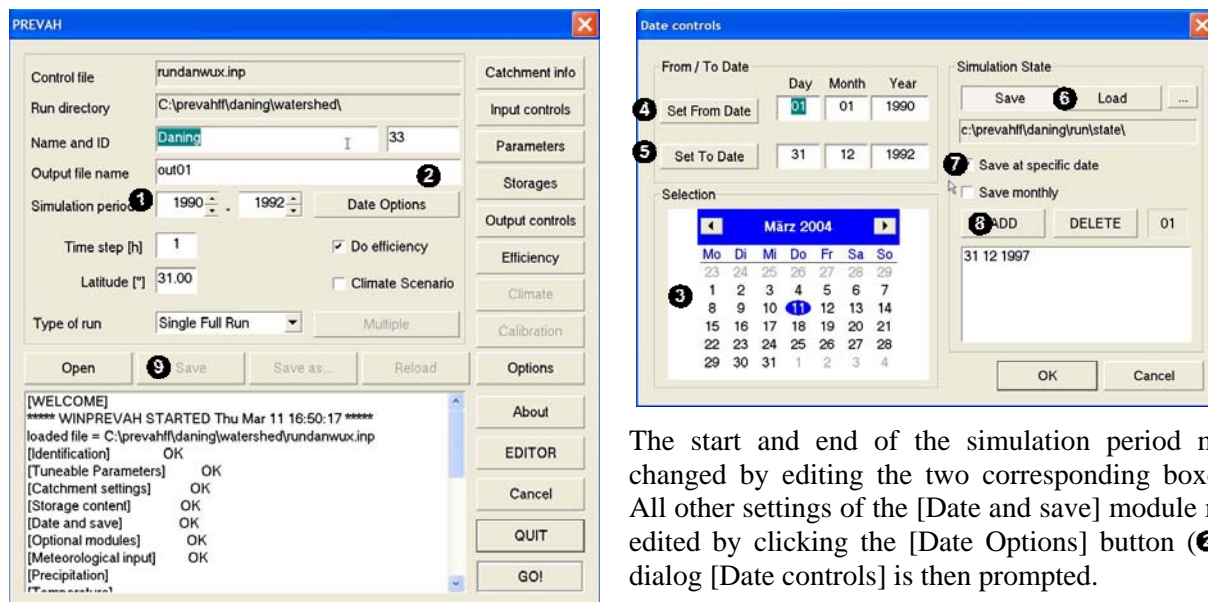 PREVAH
Control file rundanwux.inp
Run directory C:\prevahff\daning\watershed\
Name and ID Daning 33
Output file name out01
2
Simulation period 1 1990 - 1992 Date Options
Time step [h] 1 Do efficiency
Latitude [°] 31.00 Climate Scenario
Type of run Single Full Run Multiple
Open 9 Save Save as... Reload
Catchment info
Input controls
Parameters
Storages
Output controls
Efficiency
Climate
Calibration
Options
About
EDITOR
Cancel
QUIT
GO!
[WELCOME]
***** WINPREVAH STARTED Thu Mar 11 16:50:17 *****
loaded file = C:\prevahff\daning\watershed\rundanwux.inp
[Identification] OK
[Tuneable Parameters] OK
[Catchment settings] OK
[Storage content] OK
[Date and save] OK
[Optional modules] OK
[Meteorological input] OK
[Precipitation]
[Temperature]
Date controls
From / To Date
Day Month Year
4 Set From Date 01 01 1990
5 Set To Date 31 12 1992
Selection
März 2004
Mo Di Mi Do Fr Sa So
23 24 25 26 27 28 29
1 2 3 4 5 6 7
3 8 9 10 11 12 13 14
15 16 17 18 19 20 21
22 23 24 25 26 27 28
29 30 31 1 2 3 4
Simulation State
Save 6 Load ...
c:\prevahff\daning\run\state\
7 Save at specific date
Save monthly
8 ADD DELETE 01
31 12 1997
OK Cancel
The start and end of the simulation period
changed by editing the two corresponding
All other settings of the [Date and save] module
edited by clicking the [Date Options] button (2
dialog [Date controls] is then prompted.